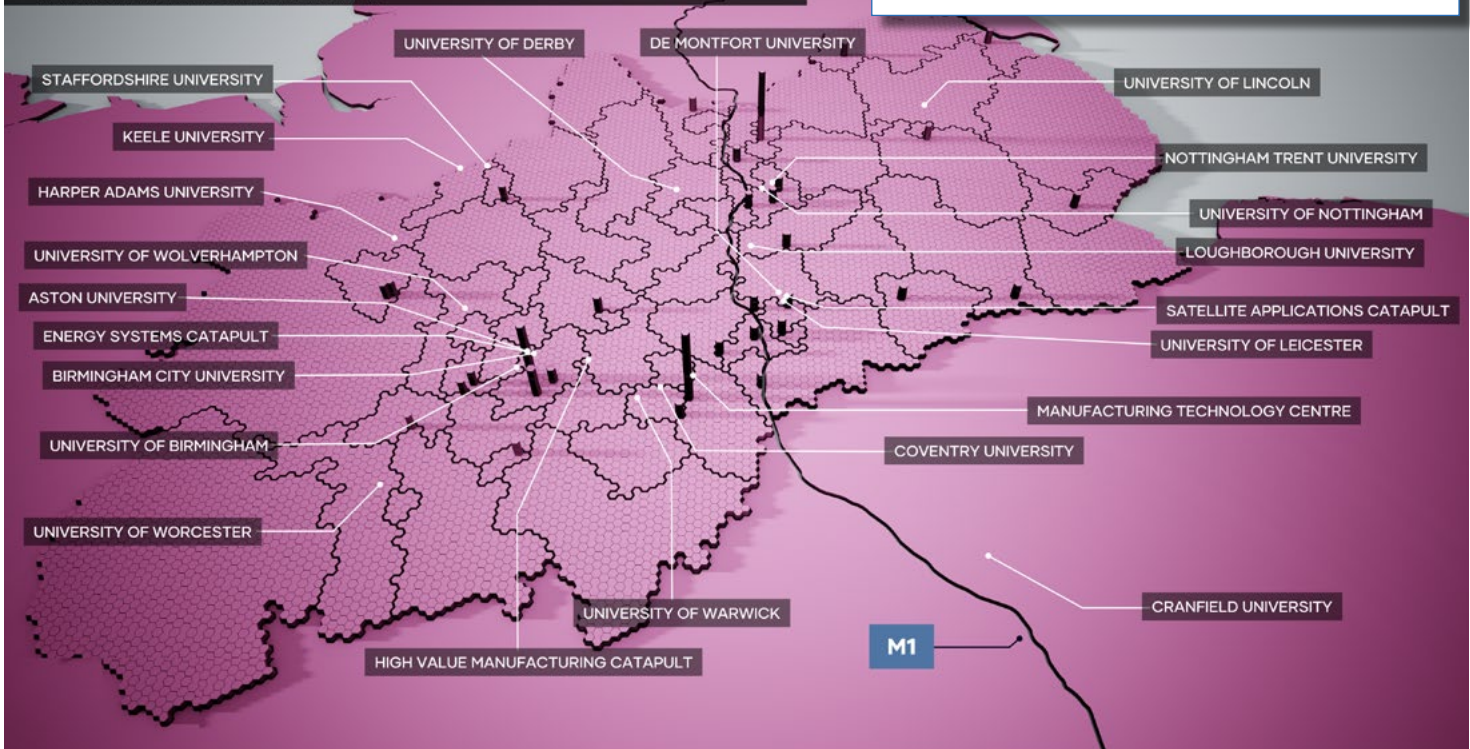 UNIVERSITY OF DERBY
DE MONTFORT UNIVERSITY
STAFFORDSHIRE UNIVERSITY
UNIVERSITY OF LINCOLN
KEELE UNIVERSITY
NOTTINGHAM TRENT UNIVERSITY
HARPER ADAMS UNIVERSITY
UNIVERSITY OF NOTTINGHAM
UNIVERSITY OF WOLVERHAMPTON
LOUGHBOROUGH UNIVERSITY
ASTON UNIVERSITY
SATELLITE APPLICATIONS CATAPULT
ENERGY SYSTEMS CATAPULT
UNIVERSITY OF LEICESTER
BIRMINGHAM CITY UNIVERSITY
MANUFACTURING TECHNOLOGY CENTRE
UNIVERSITY OF BIRMINGHAM
COVENTRY UNIVERSITY
UNIVERSITY OF WORCESTER
UNIVERSITY OF WARWICK
CRANFIELD UNIVERSITY
M1
HIGH VALUE MANUFACTURING CATAPULT